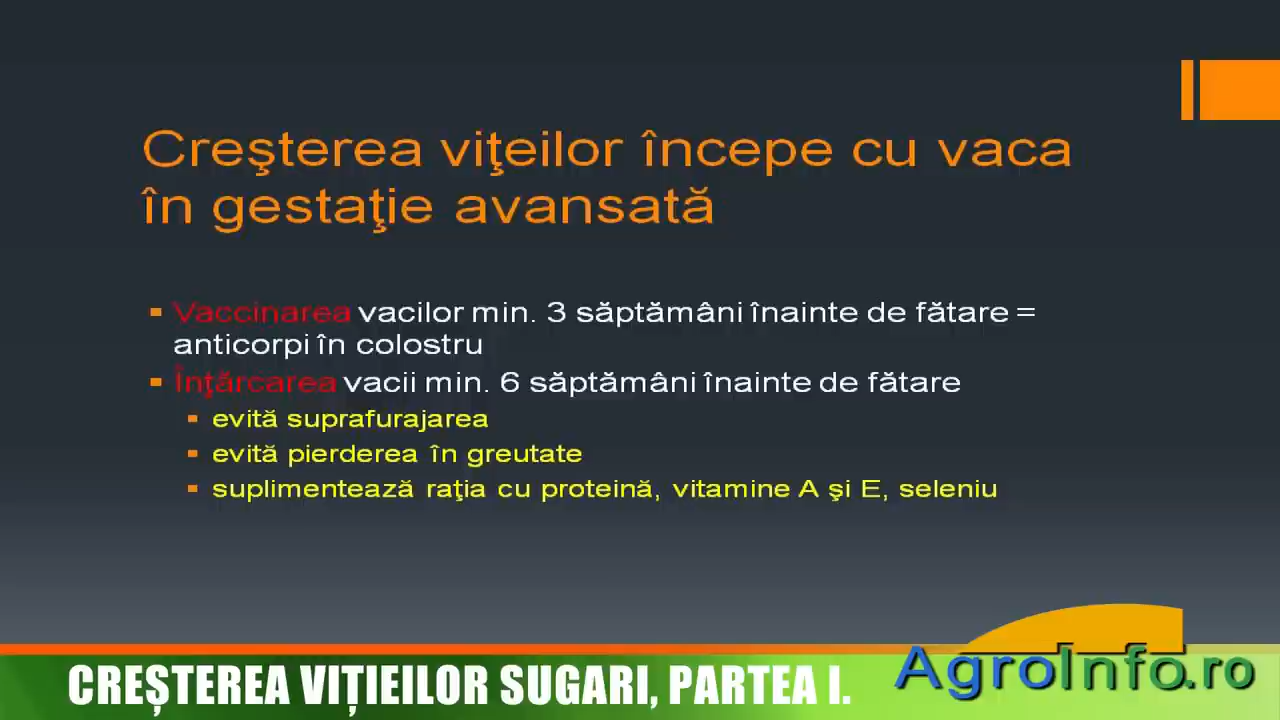 Creşterea viţeilor începe cu vaca
în gestaţie avansată
Vaccinarea vacilor min. 3 săptămâni înainte de fătare =
anticorpi în colostru
Înţărcarea vacii min. 6 săptămâni înainte de fătare
evită suprafurajarea
evită pierderea în greutate
suplimentează raţia cu proteină, vitamine A şi E, seleniu
CREȘTEREA VIȚIEILOR SUGARI, PARTEA I.
AgroInfo.ro